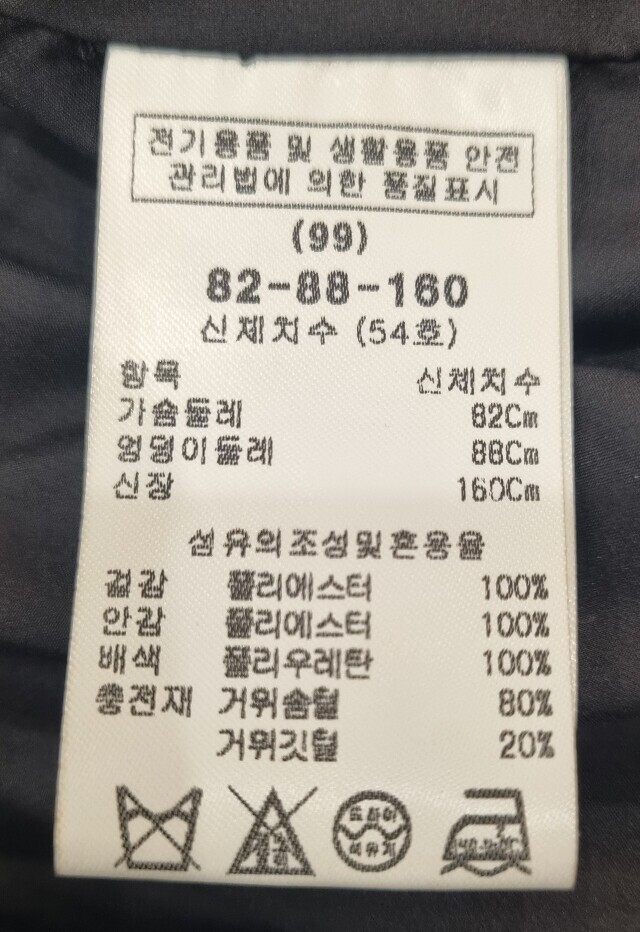 전기용품 및 생활용품 안전
관리법에 의한 품질표시
(99)
82-88-160
신체치수 (54호)
항목 신체치수
가슴둘레 82Cm
엉덩이둘레 88Cm
신장 160Cm
섬유의조성및혼용율
겉감 폴리에스터 100%
안감 폴리에스터 100%
배색 폴리우레탄 100%
충전재 거위솜털 80%
거위깃털 20%
드라이
석유계